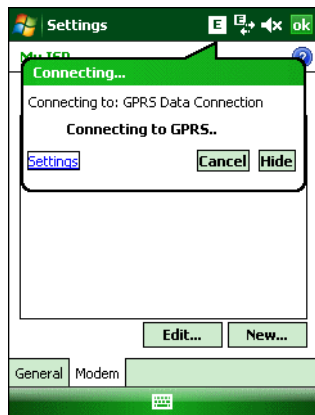 Settings
E
ok
My ISP
?
Connecting...
Connecting to: GPRS Data Connection
Connecting to GPRS..
Settings
Cancel Hide
Edit... New...
General Modem